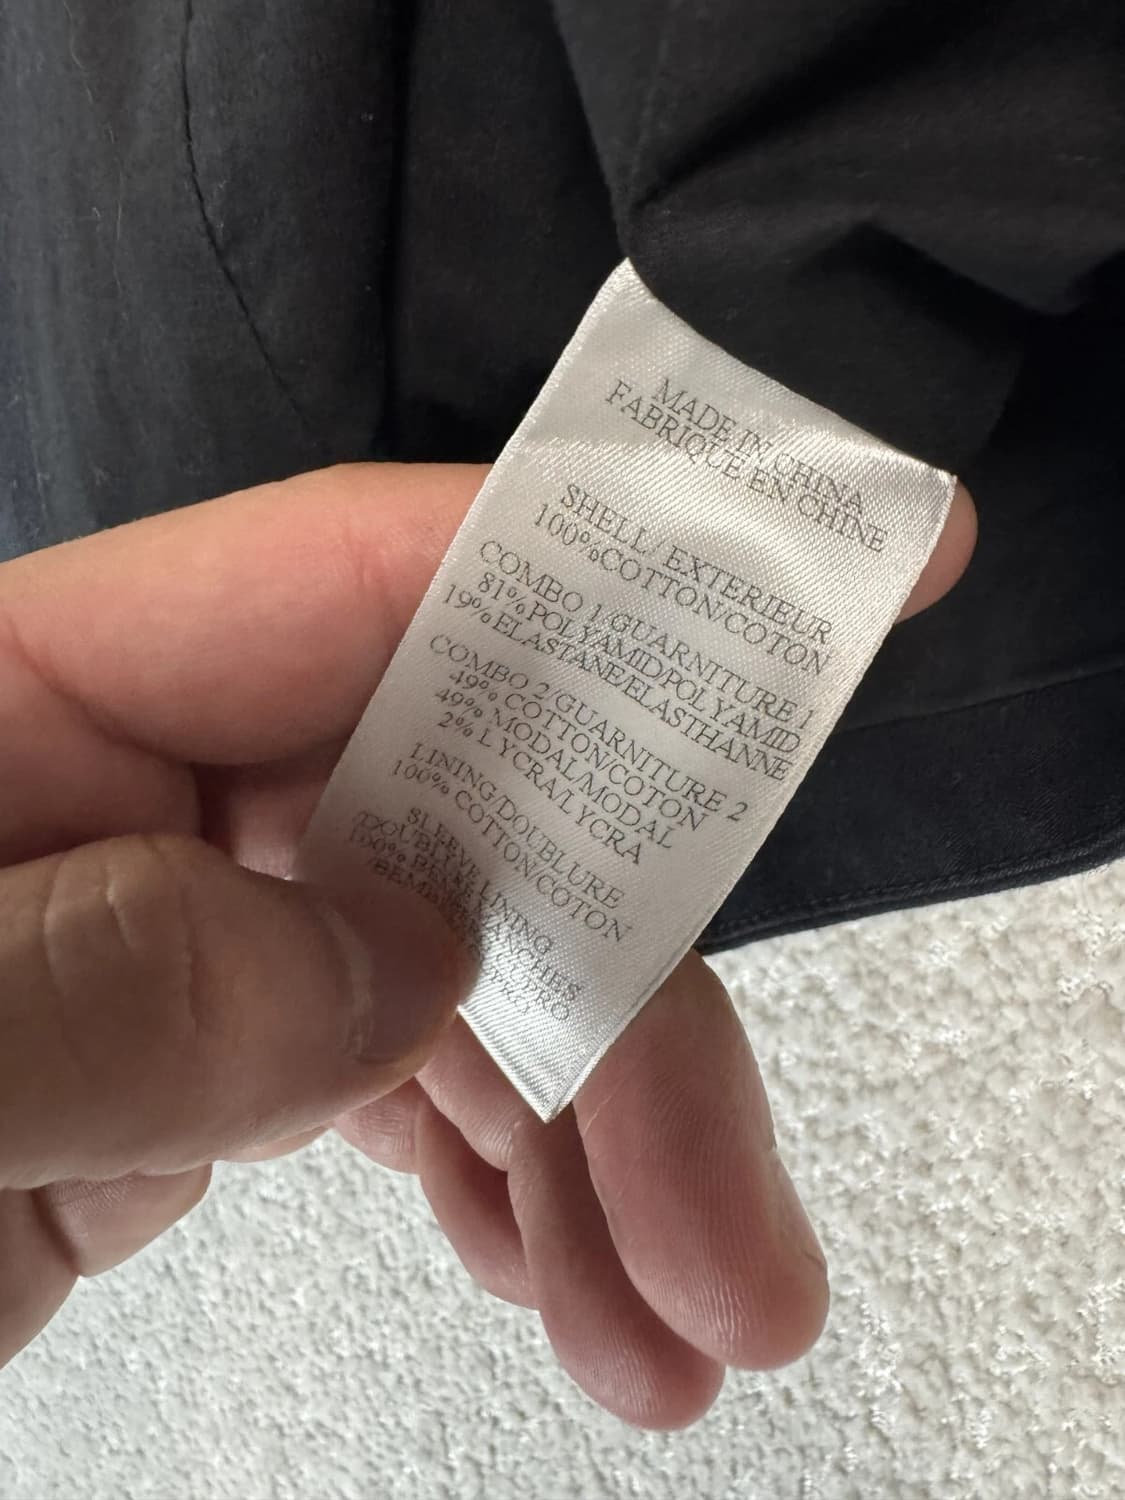 MADE IN CHINA
FABRIQUE EN CHINE
SHELL/ EXTERIEUR
100%COTTON/COTON
COMBO 1/GUARNITURE 1
81%POLYAMID/POLYAMID
19%ELASTANE/ELASTHANNE
COMBO 2/GUARNITURE 2
49% COTTON/COTON
49% MODAL/MODAL
2% LYCRA/LYCRA
LINING/DOUBLURE
100% COTTON/COTON
SLEEVE LINING
100%